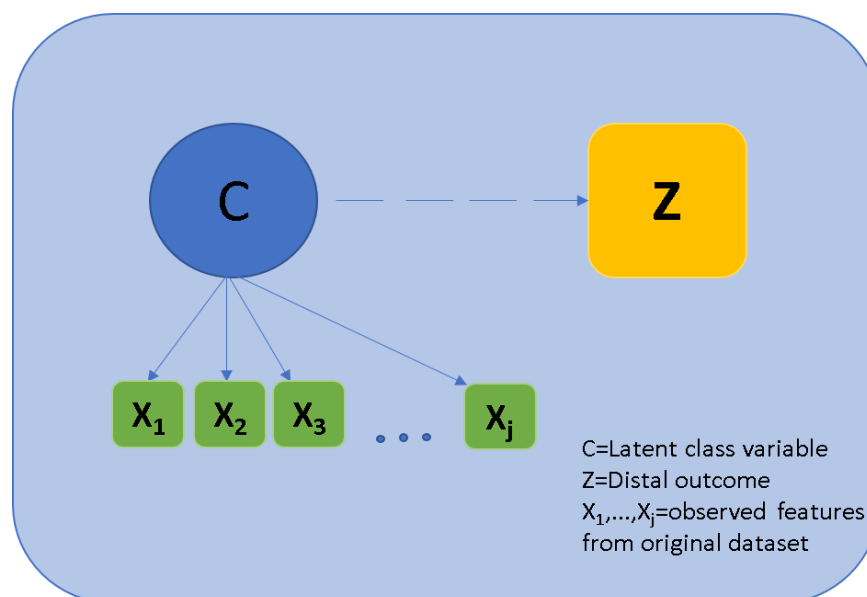 C
Z
X₁ X₂ X₃ ... Xⱼ
C=Latent class variable
Z=Distal outcome
X₁,...,Xⱼ=observed features
from original dataset